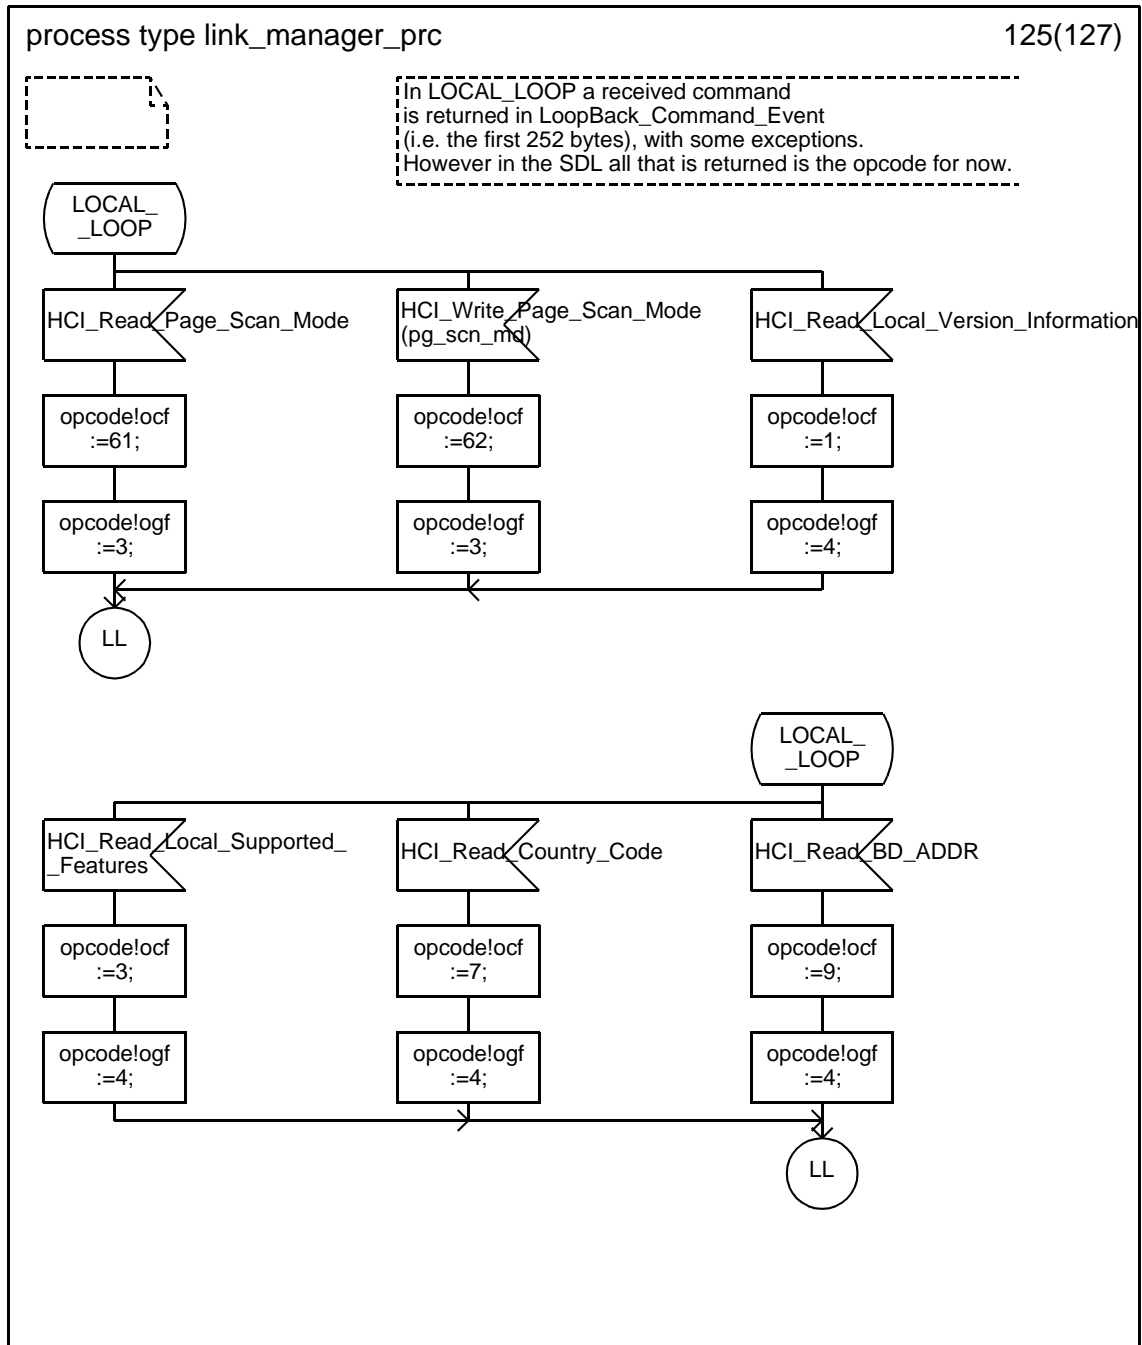 process type link_manager_prc
125(127)
In LOCAL_LOOP a received command
is returned in LoopBack_Command_Event
(i.e. the first 252 bytes), with some exceptions.
However in the SDL all that is returned is the opcode for now.
LOCAL_
_LOOP
HCI_Read_Page_Scan_Mode
HCI_Write_Page_Scan_Mode
(pg_scn_md)
HCI_Read_Local_Version_Information
opcode!ocf
:=61;
opcode!ocf
:=62;
opcode!ocf
:=1;
opcode!ogf
:=3;
opcode!ogf
:=3;
opcode!ogf
:=4;
LL
LOCAL_
_LOOP
HCI_Read_Local_Supported_
_Features
HCI_Read_Country_Code
HCI_Read_BD_ADDR
opcode!ocf
:=3;
opcode!ocf
:=7;
opcode!ocf
:=9;
opcode!ogf
:=4;
opcode!ogf
:=4;
opcode!ogf
:=4;
LL